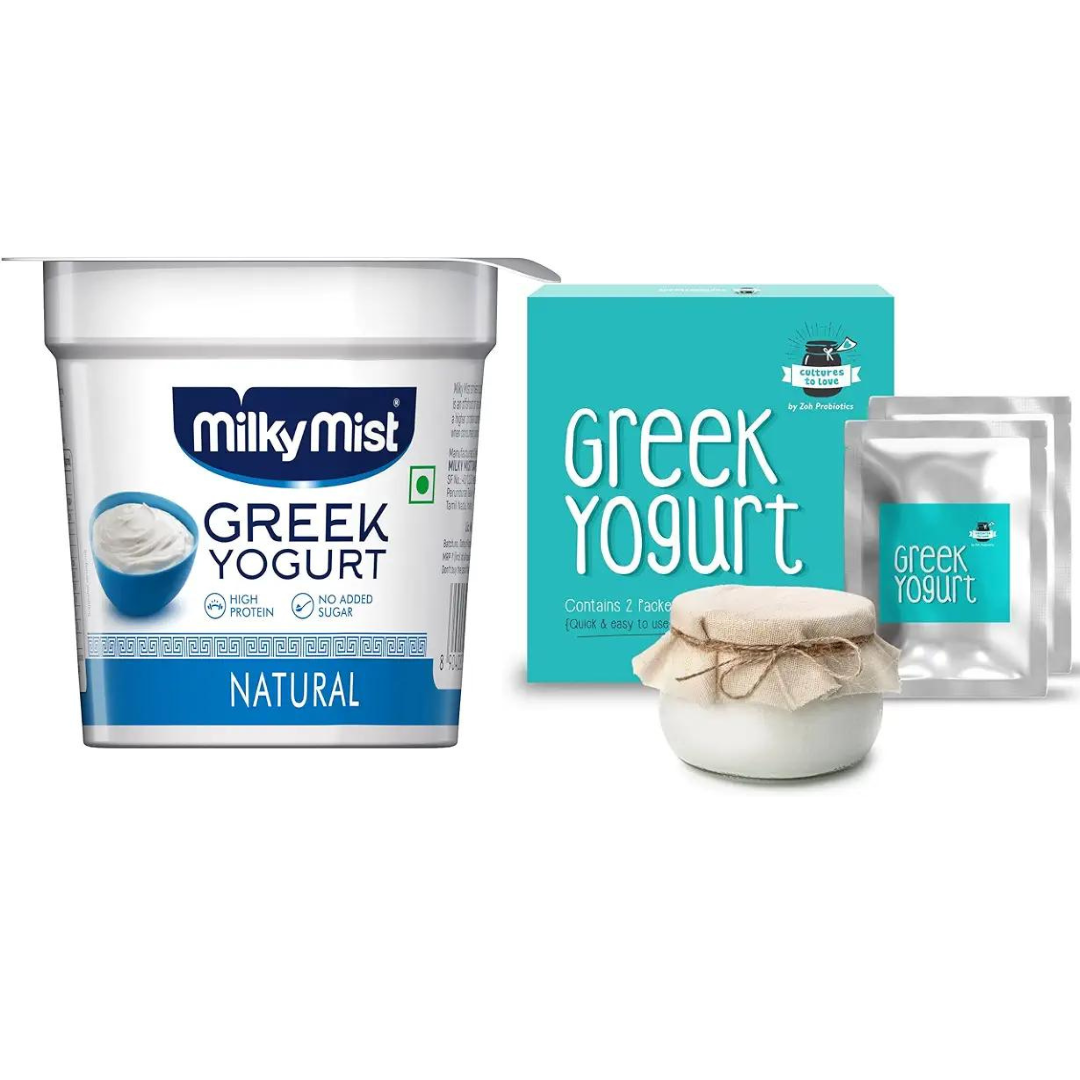 Milky Mist®
GREEK
YOGURT
HIGH
PROTEIN
NO ADDED
SUGAR
NATURAL
cultures
to love
by Zoh Probiotics
Greek
Yogurt
Contains 2 Packe
{Quick & easy to use
Greek
Yogurt